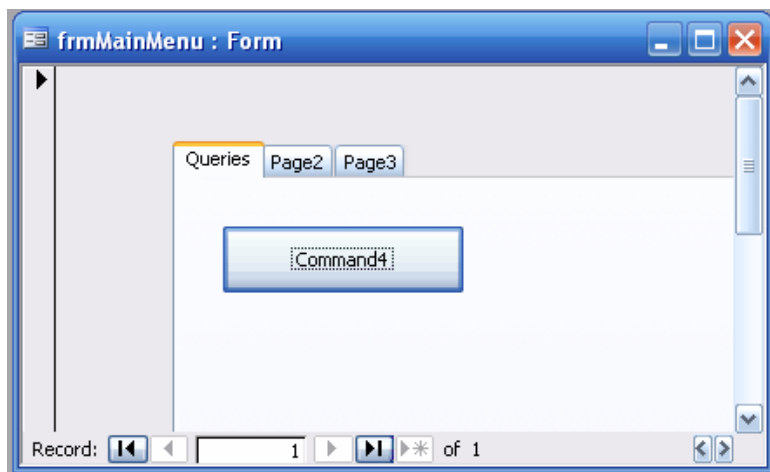 frmMainMenu : Form
Queries Page2 Page3
Command4
Record: 1 of 1